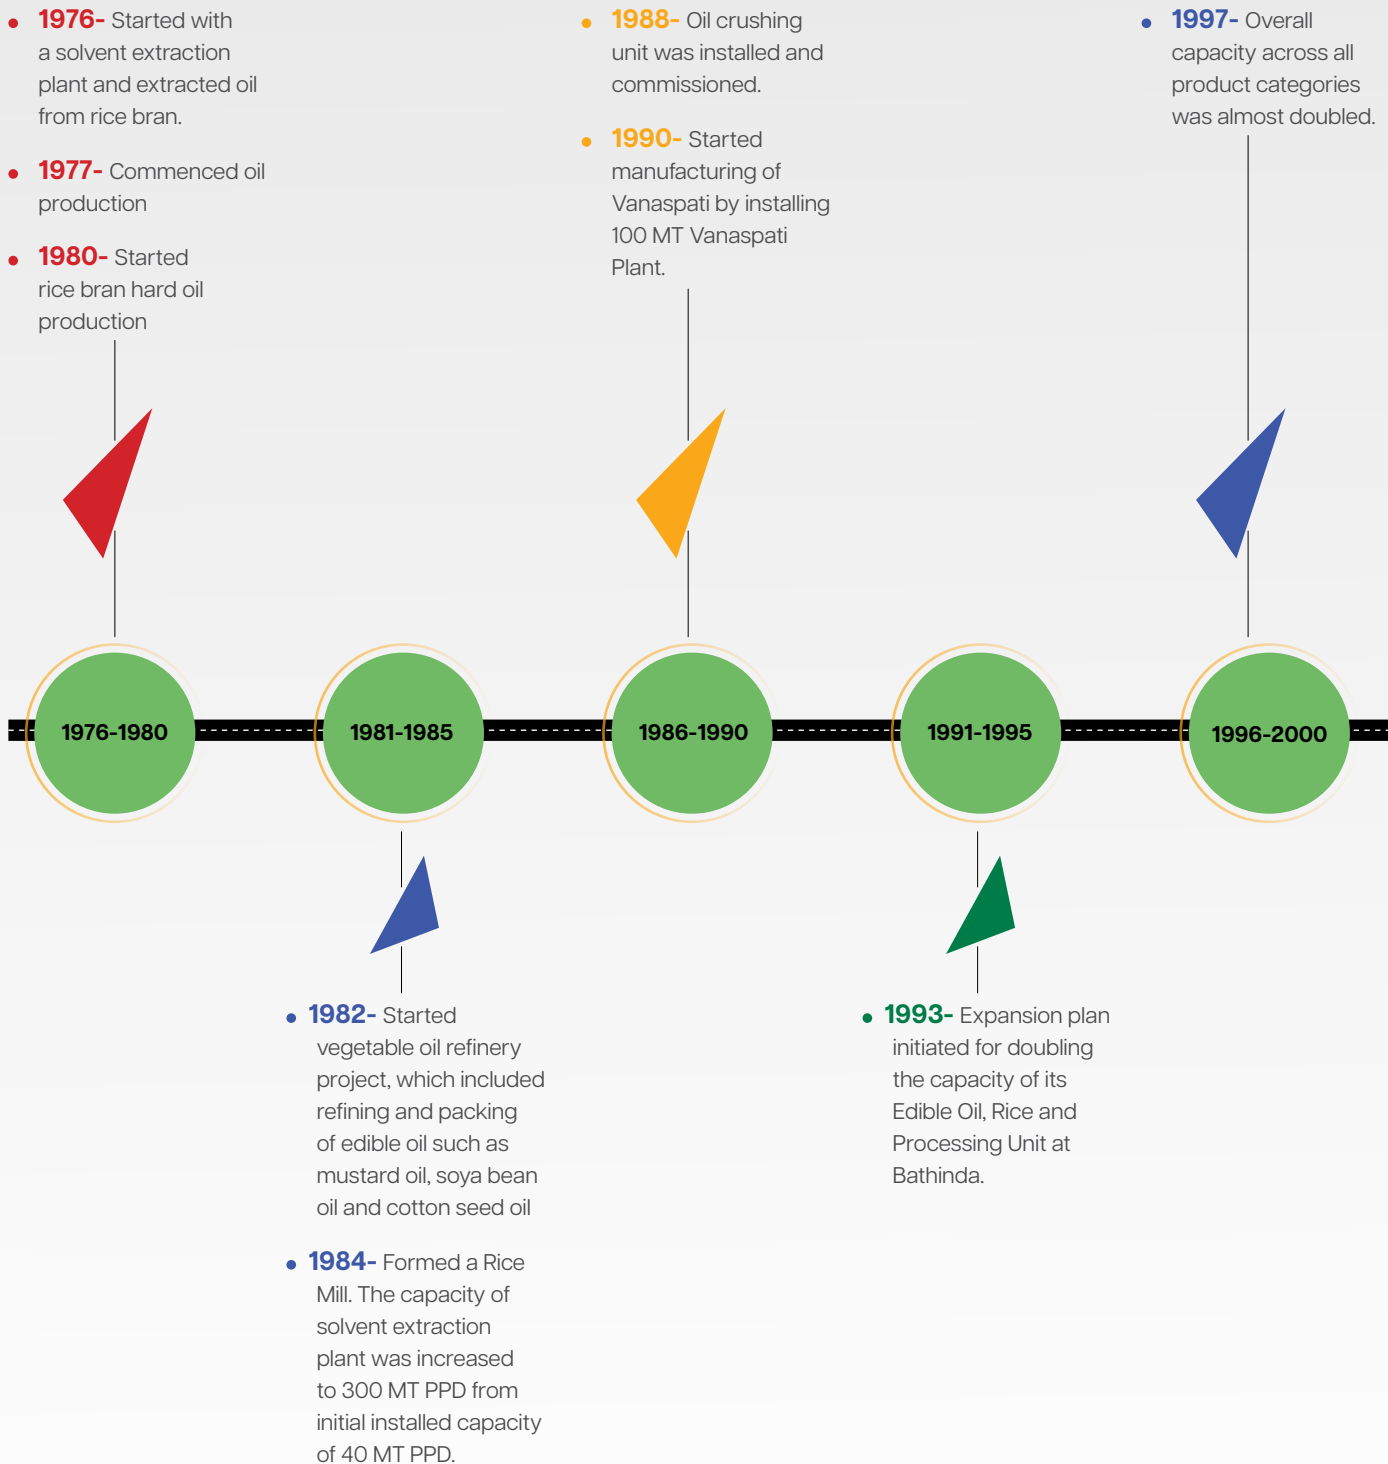 1976- Started with
a solvent extraction
plant and extracted oil
from rice bran.
1977- Commenced oil
production
1980- Started
rice bran hard oil
production
1988- Oil crushing
unit was installed and
commissioned.
1990- Started
manufacturing of
Vanaspati by installing
100 MT Vanaspati
Plant.
1997- Overall
capacity across all
product categories
was almost doubled.
1976-1980
1981-1985
1986-1990
1991-1995
1996-2000
1982- Started
vegetable oil refinery
project, which included
refining and packing
of edible oil such as
mustard oil, soya bean
oil and cotton seed oil
1984- Formed a Rice
Mill. The capacity of
solvent extraction
plant was increased
to 300 MT PPD from
initial installed capacity
of 40 MT PPD.
1993- Expansion plan
initiated for doubling
the capacity of its
Edible Oil, Rice and
Processing Unit at
Bathinda.